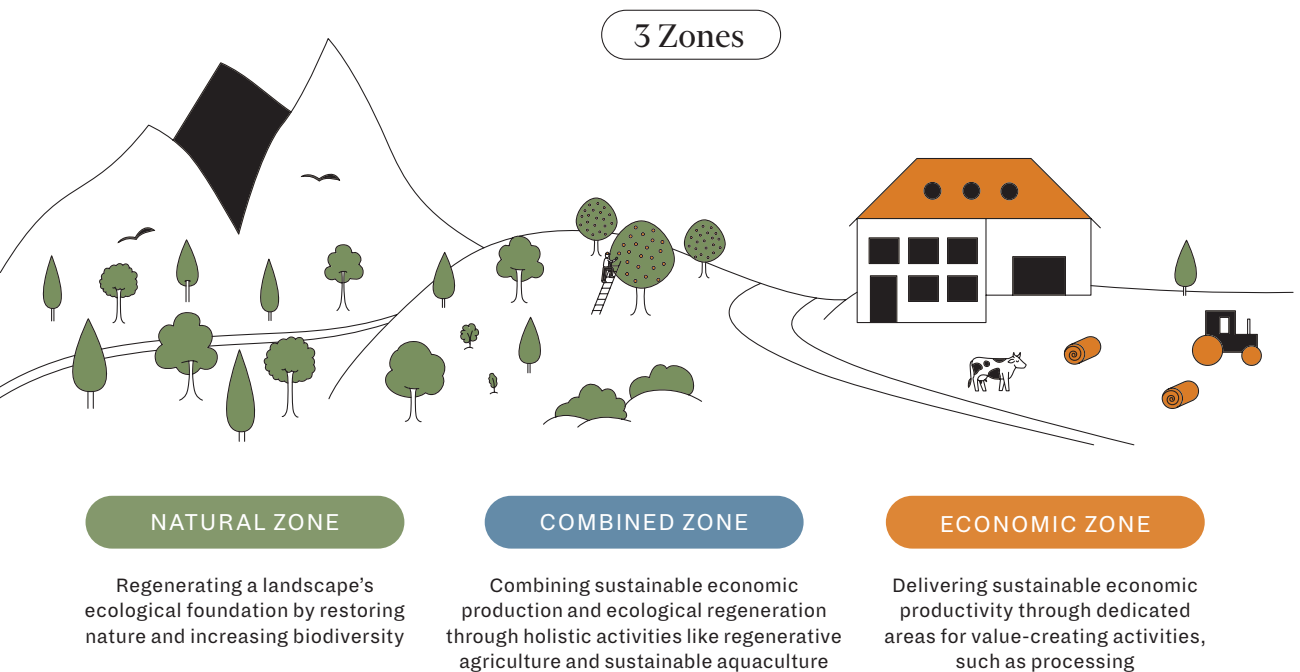 3 Zones
NATURAL ZONE
Regenerating a landscape's
ecological foundation by restoring
nature and increasing biodiversity
COMBINED ZONE
Combining sustainable economic
production and ecological regeneration
through holistic activities like regenerative
agriculture and sustainable aquaculture
ECONOMIC ZONE
Delivering sustainable economic
productivity through dedicated
areas for value-creating activities,
such as processing